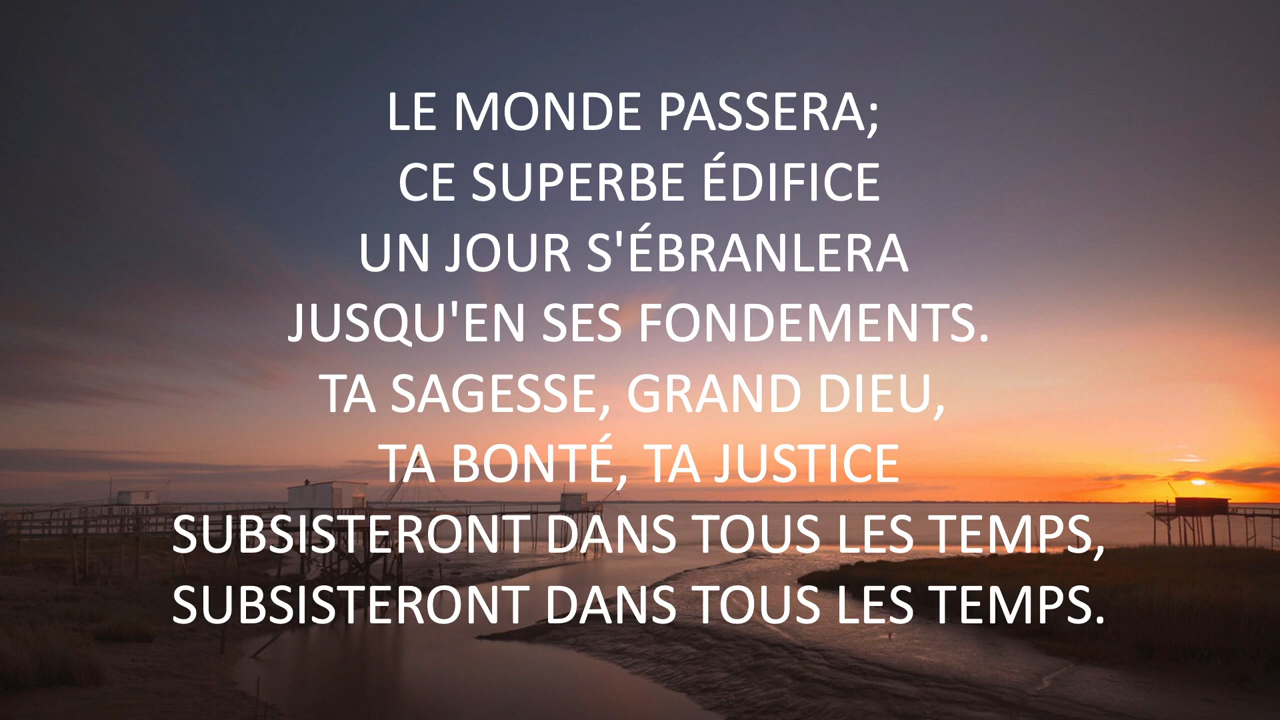 LE MONDE PASSERA;
CE SUPERBE ÉDIFICE
UN JOUR S'ÉBRANLERA
JUSQU'EN SES FONDEMENTS.
TA SAGESSE, GRAND DIEU,
TA BONTÉ, TA JUSTICE
SUBSISTERONT DANS TOUS LES TEMPS,
SUBSISTERONT DANS TOUS LES TEMPS.